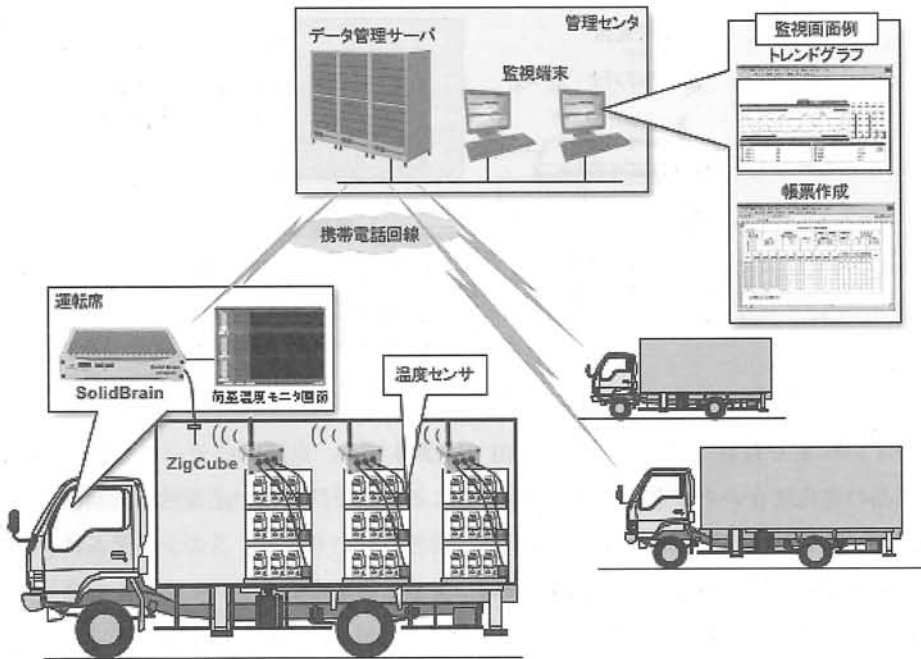 管理センタ
データ管理サーバ
監視端末
監視画面例
トレンドグラフ
帳票作成
携帯電話回線
運転席
SolidBrain
荷室温度モニタ画面
温度センサ
ZigCube